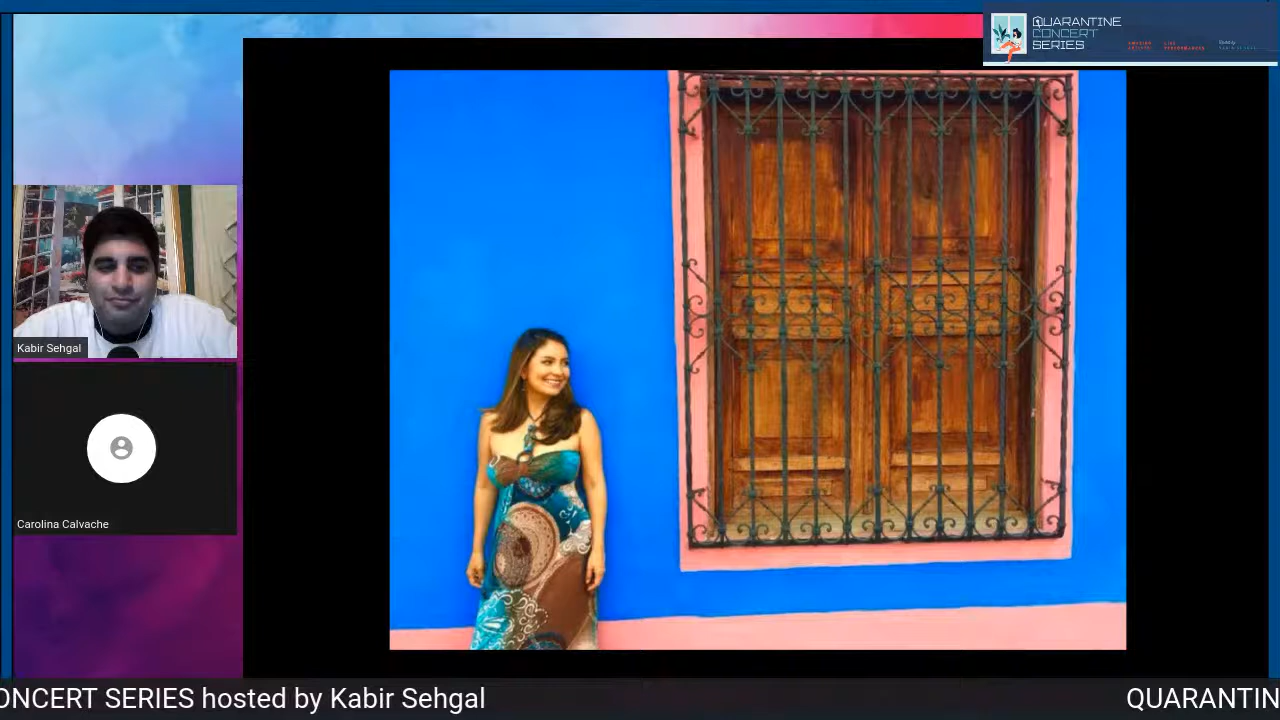 QUARANTINE
CONCERT
SERIES
Kabir Sehgal
Carolina Calvache
ONCERT SERIES hosted by Kabir Sehgal
QUARANTIN